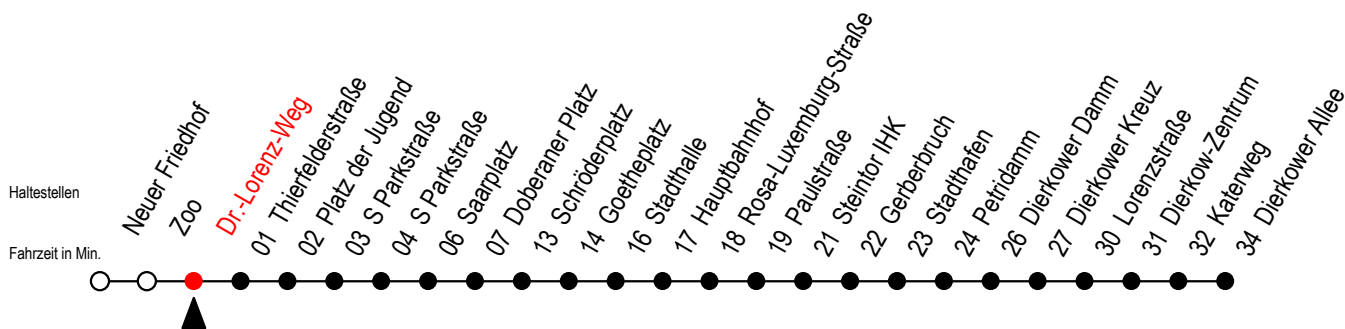 Haltestellen
Fahrzeit in Min.
Neuer Friedhof
Zoo
Dr.-Lorenz-Weg
01 Thierfelderstraße
02 Platz der Jugend
03 S Parkstraße
04 S Parkstraße
06 Saarplatz
07 Doberaner Platz
13 Schröderplatz
14 Goetheplatz
16 Stadthalle
17 Hauptbahnhof
18 Rosa-Luxemburg-Straße
19 Paulstraße
21 Steintor IHK
22 Gerberbruch
23 Stadthafen
24 Petridamm
26 Dierkower Damm
27 Dierkower Kreuz
30 Lorenzstraße
31 Dierkow-Zentrum
32 Katerweg
34 Dierkower Allee